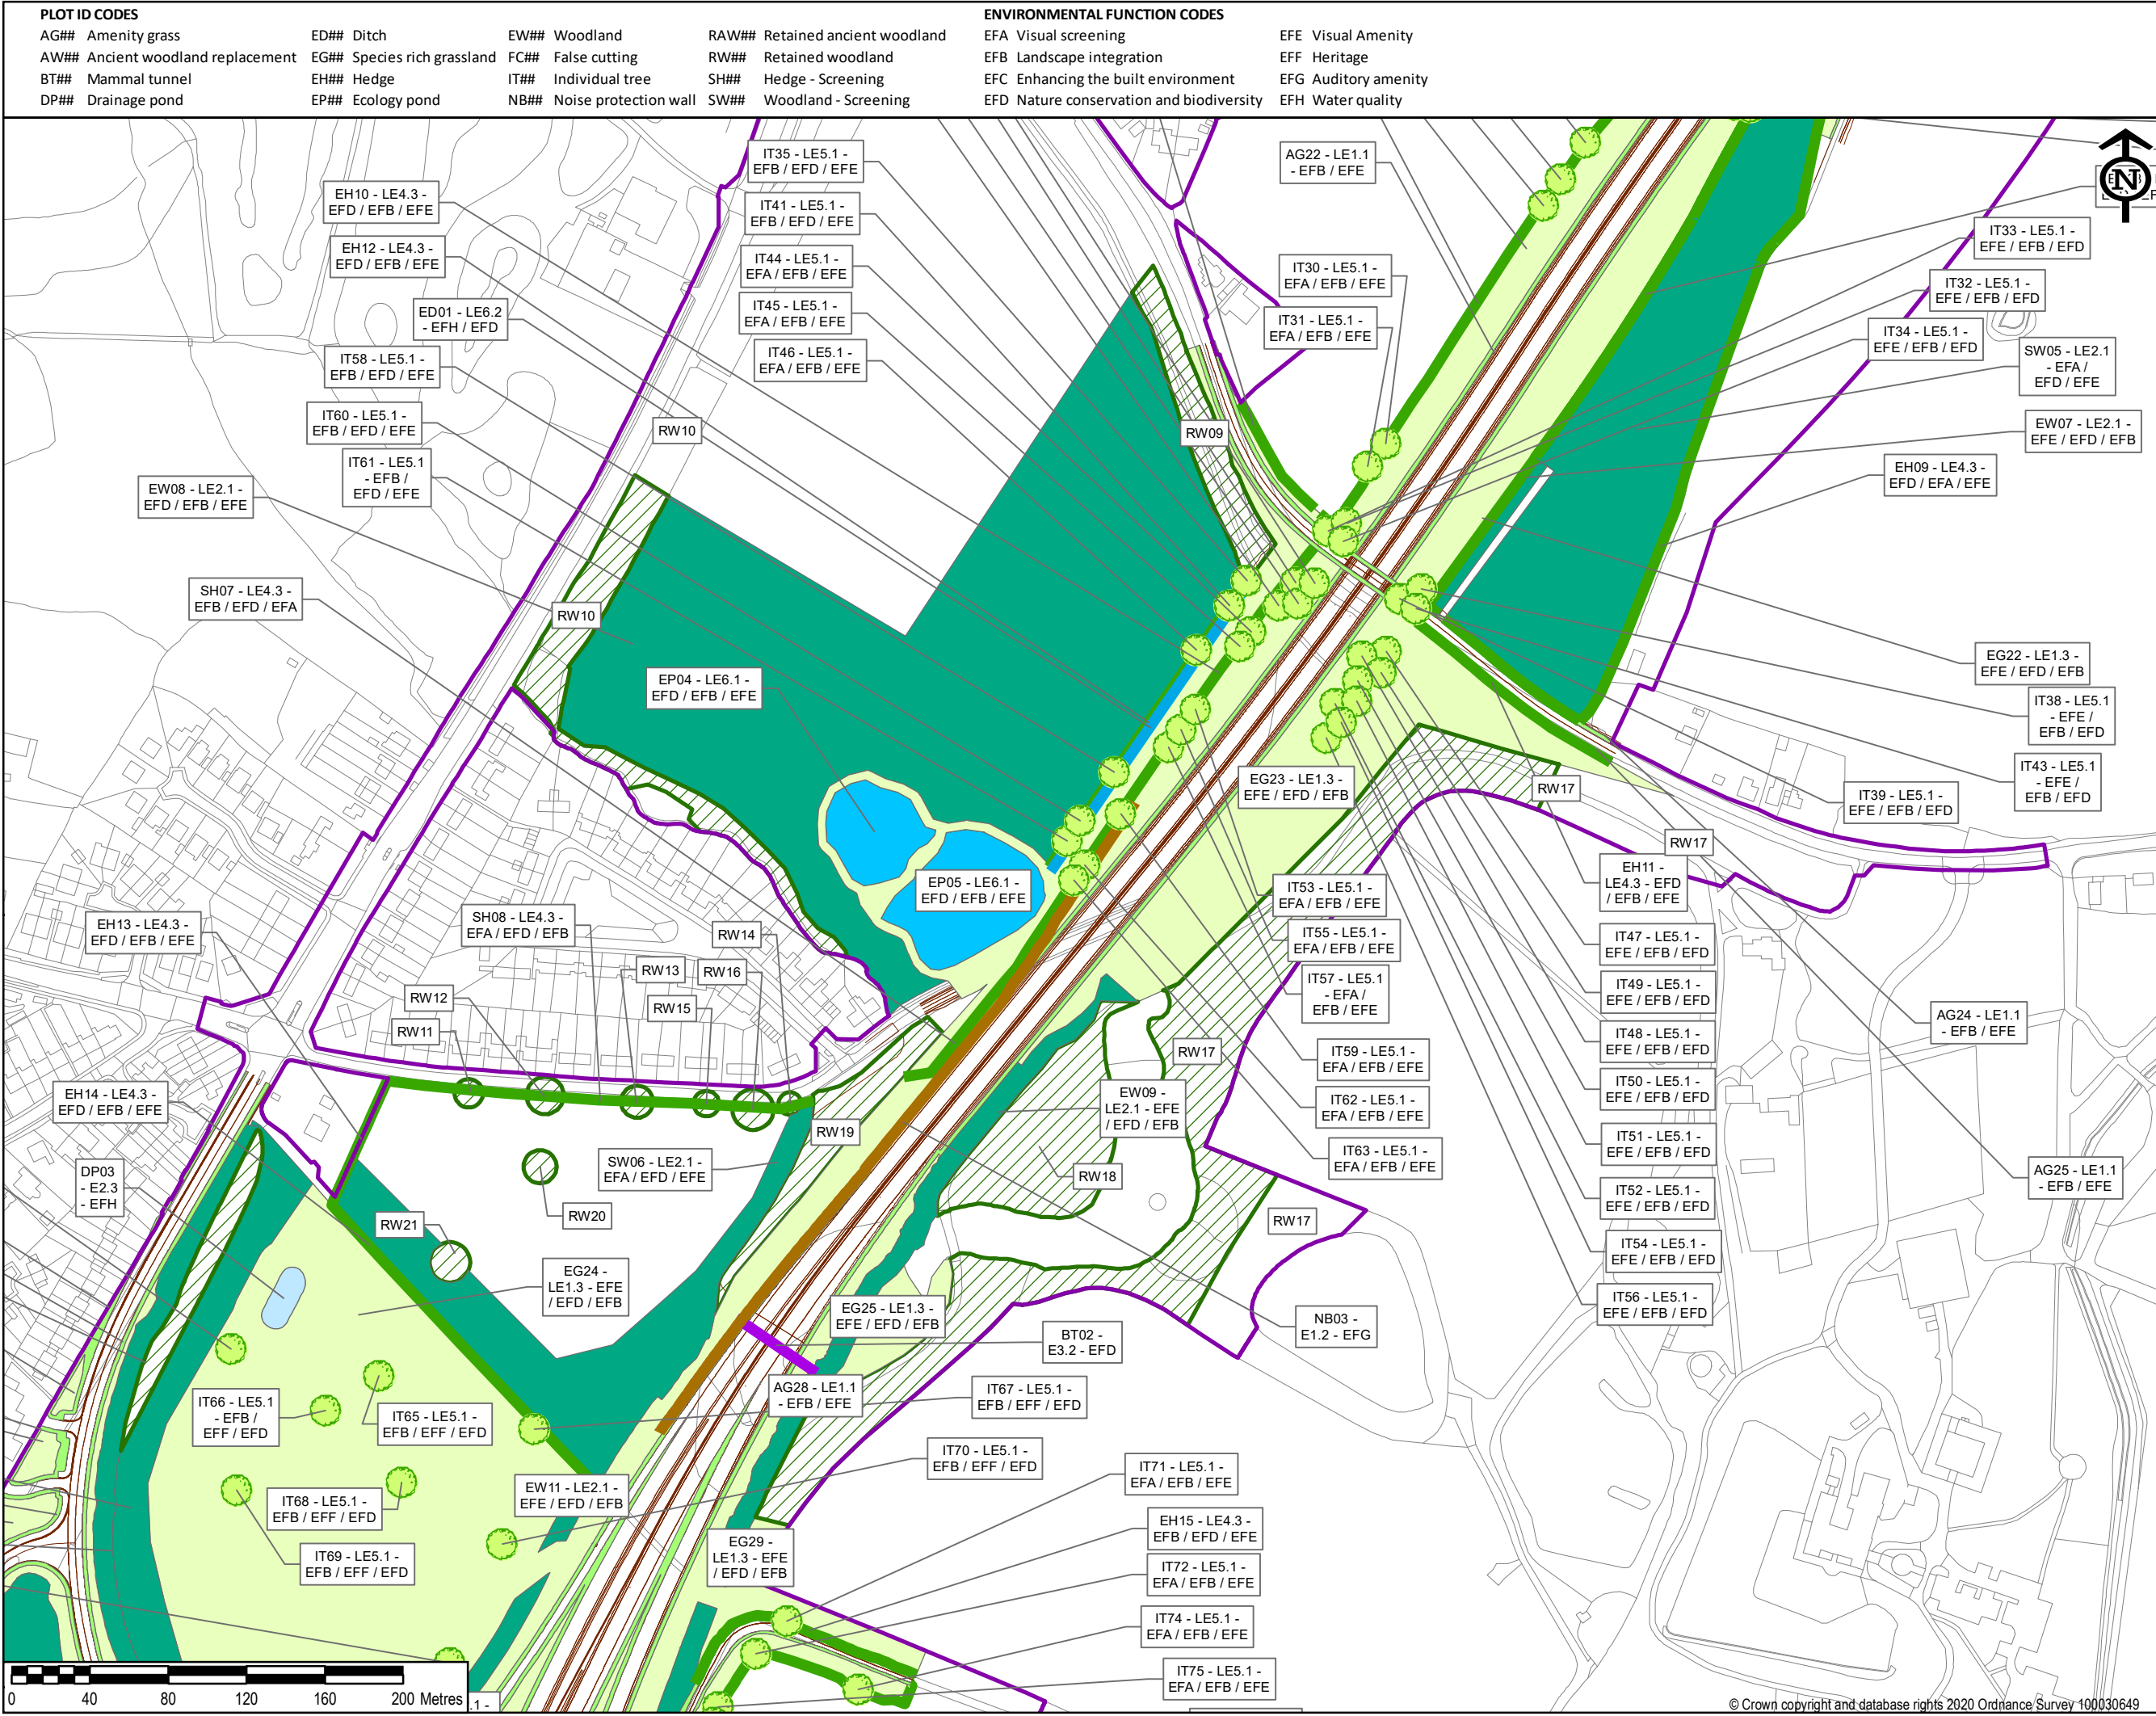 PLOT ID CODES
AG## Amenity grass
AW## Ancient woodland replacement
BT## Mammal tunnel
DP## Drainage pond
ED## Ditch
EG## Species rich grassland
EH## Hedge
EP## Ecology pond
EW## Woodland
FC## False cutting
IT## Individual tree
NB## Noise protection wall
RAW## Retained ancient woodland
RW## Retained woodland
SH## Hedge - Screening
SW## Woodland - Screening
ENVIRONMENTAL FUNCTION CODES
EFA Visual screening
EFB Landscape integration
EFC Enhancing the built environment
EFD Nature conservation and biodiversity
EFE Visual Amenity
EFF Heritage
EFG Auditory amenity
EFH Water quality
IT35 - LE5.1 -
EFB / EFD / EFE
AG22 - LE1.1
- EFB / EFE
N
EH10 - LE4.3 -
EFD / EFB / EFE
IT41 - LE5.1 -
EFB / EFD / EFE
EH12 - LE4.3 -
EFD / EFB / EFE
IT44 - LE5.1 -
EFA / EFB / EFE
IT30 - LE5.1 -
EFA / EFB / EFE
IT33 - LE5.1 -
EFE / EFB / EFD
IT32 - LE5.1 -
EFE / EFB / EFD
ED01 - LE6.2
- EFH / EFD
IT45 - LE5.1 -
EFA / EFB / EFE
IT31 - LE5.1 -
EFA / EFB / EFE
IT34 - LE5.1 -
EFE / EFB / EFD
IT58 - LE5.1 -
EFB / EFD / EFE
IT46 - LE5.1 -
EFA / EFB / EFE
SW05 - LE2.1
- EFA /
EFD / EFE
IT60 - LE5.1 -
EFB / EFD / EFE
RW10
RW09
EW07 - LE2.1 -
EFE / EFD / EFB
IT61 - LE5.1
- EFB /
EFD / EFE
EH09 - LE4.3 -
EFD / EFA / EFE
EW08 - LE2.1 -
EFD / EFB / EFE
SH07 - LE4.3 -
EFB / EFD / EFA
RW10
EP04 - LE6.1 -
EFD / EFB / EFE
EG22 - LE1.3 -
EFE / EFD / EFB
IT38 - LE5.1
- EFE /
EFB / EFD
EG23 - LE1.3 -
EFE / EFD / EFB
RW17
IT43 - LE5.1
- EFE /
EFB / EFD
IT39 - LE5.1 -
EFE / EFB / EFD
RW17
EH11 -
LE4.3 - EFD
/ EFB / EFE
EP05 - LE6.1 -
EFD / EFB / EFE
IT53 - LE5.1 -
EFA / EFB / EFE
EH13 - LE4.3 -
EFD / EFB / EFE
SH08 - LE4.3 -
EFA / EFD / EFB
RW14
IT55 - LE5.1 -
EFA / EFB / EFE
IT47 - LE5.1 -
EFE / EFB / EFD
RW13
RW16
IT57 - LE5.1
- EFA /
EFB / EFE
IT49 - LE5.1 -
EFE / EFB / EFD
RW12
RW15
RW11
AG24 - LE1.1
- EFB / EFE
IT48 - LE5.1 -
EFE / EFB / EFD
RW17
IT59 - LE5.1 -
EFA / EFB / EFE
IT50 - LE5.1 -
EFE / EFB / EFD
EH14 - LE4.3 -
EFD / EFB / EFE
EW09 -
LE2.1 - EFE
/ EFD / EFB
IT62 - LE5.1 -
EFA / EFB / EFE
RW19
IT51 - LE5.1 -
EFE / EFB / EFD
IT63 - LE5.1 -
EFA / EFB / EFE
DP03
- E2.3
- EFH
SW06 - LE2.1 -
EFA / EFD / EFE
RW18
AG25 - LE1.1
- EFB / EFE
IT52 - LE5.1 -
EFE / EFB / EFD
RW20
RW21
RW17
IT54 - LE5.1 -
EFE / EFB / EFD
EG24 -
LE1.3 - EFE
/ EFD / EFB
EG25 - LE1.3 -
EFE / EFD / EFB
IT56 - LE5.1 -
EFE / EFB / EFD
BT02 -
E3.2 - EFD
NB03 -
E1.2 - EFG
IT66 - LE5.1
- EFB /
EFF / EFD
IT65 - LE5.1 -
EFB / EFF / EFD
AG28 - LE1.1
- EFB / EFE
IT67 - LE5.1 -
EFB / EFF / EFD
IT70 - LE5.1 -
EFB / EFF / EFD
IT71 - LE5.1 -
EFA / EFB / EFE
IT68 - LE5.1 -
EFB / EFF / EFD
EW11 - LE2.1 -
EFE / EFD / EFB
EH15 - LE4.3 -
EFB / EFD / EFE
IT69 - LE5.1 -
EFB / EFF / EFD
EG29 -
LE1.3 - EFE
/ EFD / EFB
IT72 - LE5.1 -
EFA / EFB / EFE
IT74 - LE5.1 -
EFA / EFB / EFE
IT75 - LE5.1 -
EFA / EFB / EFE
0 40 80 120 160 200 Metres
.1 -
© Crown copyright and database rights 2020 Ordnance Survey 100030649